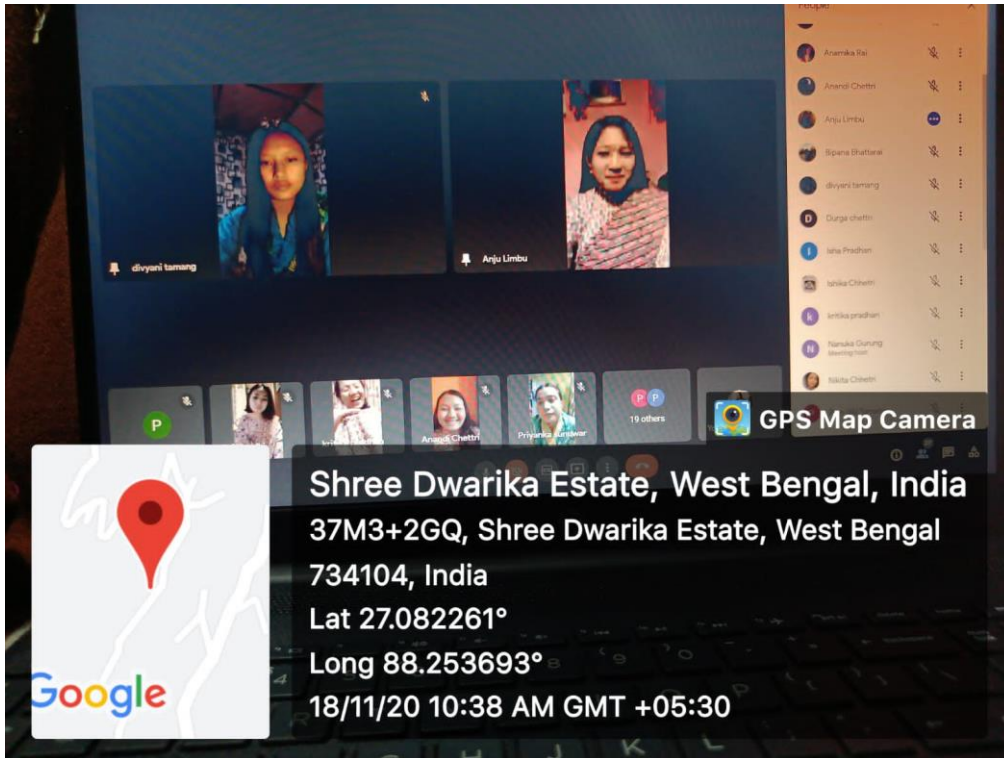 People
Anamika Rai
Anandi Chettri
Anju Limbu
Bipana Bhattarai
divyani tamang
Durga chettri
Isha Pradhan
Ishika Chhetri
kritika pradhan
Nanuka Gurung
Meeting host
Nikita Chhetri
divyani tamang
Anju Limbu
P
Anandi Chettri
Priyanka
P P
19 others
D
I
k
N
GPS Map Camera
Shree Dwarika Estate, West Bengal, India
37M3+2GQ, Shree Dwarika Estate, West Bengal
734104, India
Lat 27.082261°
Long 88.253693°
18/11/20 10:38 AM GMT +05:30
Google